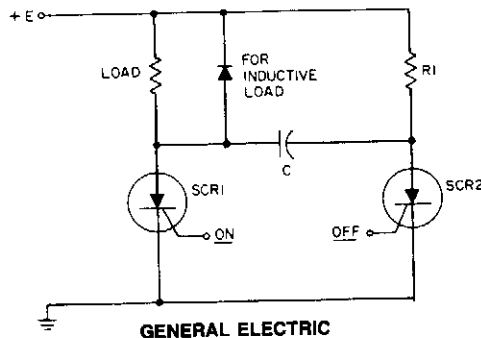 +E
LOAD
FOR
INDUCTIVE
LOAD
R1
C
SCR1
SCR2
ON
OFF
GENERAL ELECTRIC